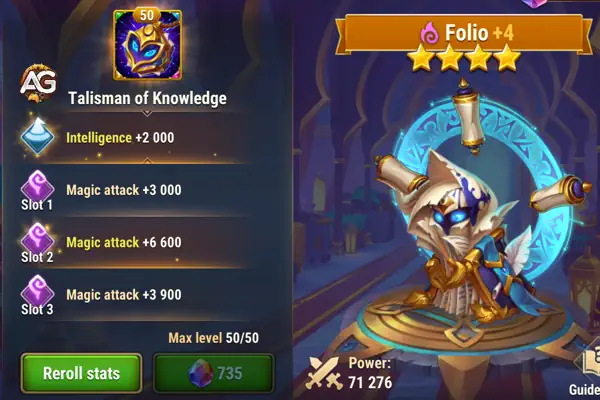 50
AG
Talisman of Knowledge
Intelligence +2 000
Magic attack +3 000
Slot 1
Magic attack +6 600
Slot 2
Magic attack +3 900
Slot 3
Max level 50/50
Reroll stats
735
Folio +4
Power:
71 276
Guide